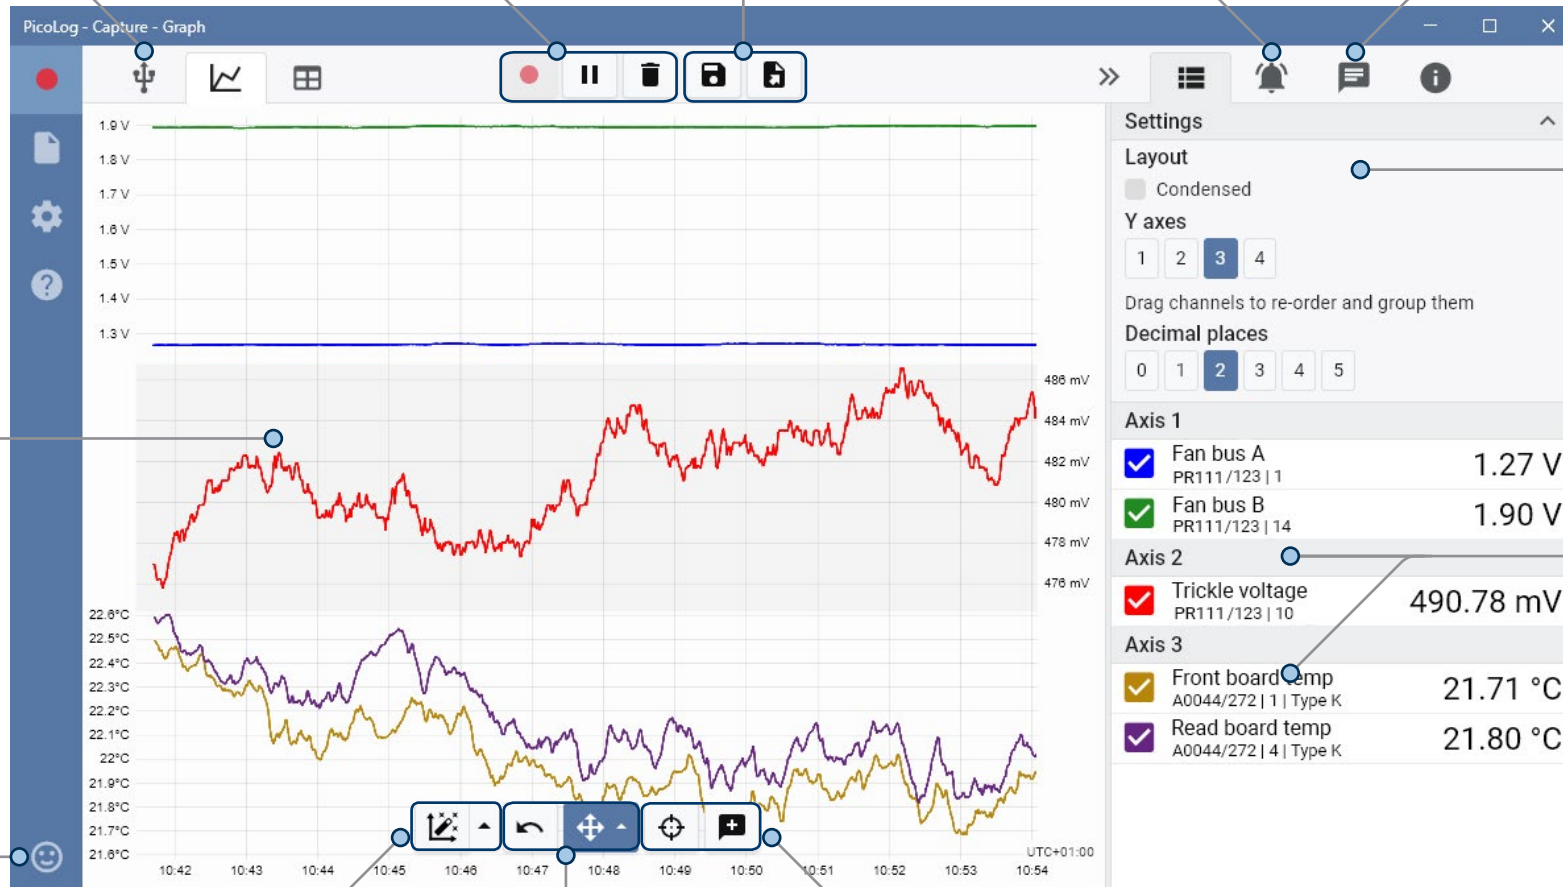 PicoLog - Capture - Graph
1.9 V
1.8 V
1.7 V
1.6 V
1.5 V
1.4 V
1.3 V
486 mV
484 mV
482 mV
480 mV
478 mV
476 mV
22.6°C
22.5°C
22.4°C
22.3°C
22.2°C
22.1°C
22°C
21.9°C
21.8°C
21.7°C
21.6°C
UTC+01:00
10:42 10:43 10:44 10:45 10:46 10:47 10:48 10:49 10:50 10:51 10:52 10:53 10:54
Settings
Layout
Condensed
Y axes
1 2 3 4
Drag channels to re-order and group them
Decimal places
0 1 2 3 4 5
Axis 1
Fan bus A
PR111/123 | 1
1.27 V
Fan bus B
PR111/123 | 14
1.90 V
Axis 2
Trickle voltage
PR111/123 | 10
490.78 mV
Axis 3
Front board temp
A0044/272 | 1 | Type K
21.71 °C
Read board temp
A0044/272 | 4 | Type K
21.80 °C